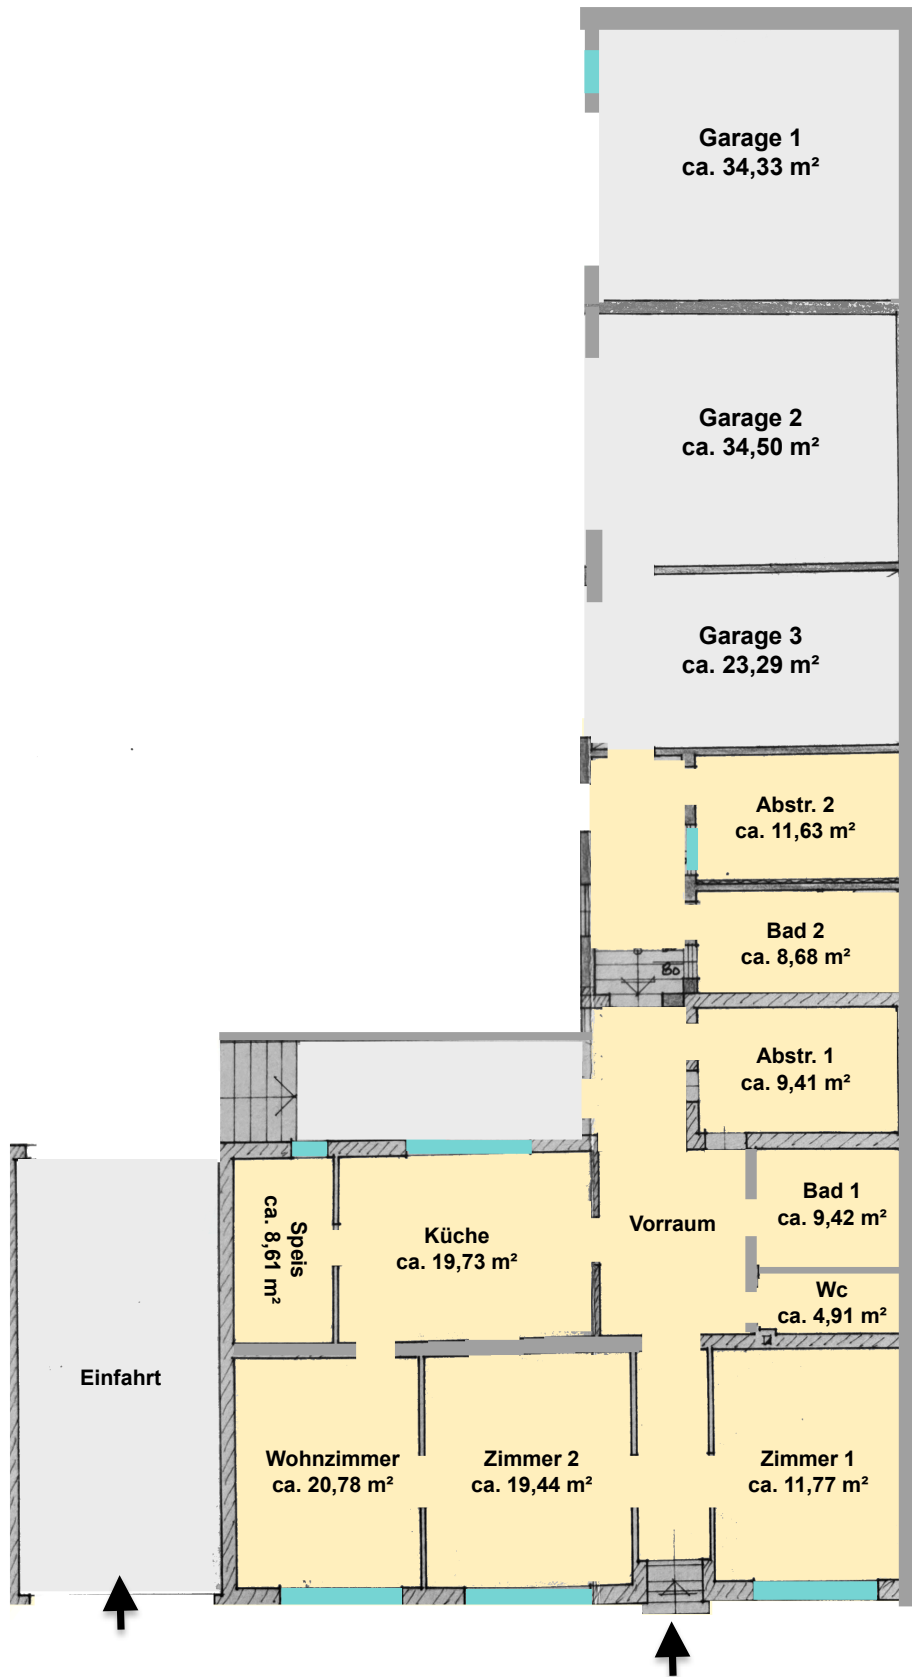 Garage 1
ca. 34,33 m²
Garage 2
ca. 34,50 m²
Garage 3
ca. 23,29 m²
Abstr. 2
ca. 11,63 m²
Bad 2
ca. 8,68 m²
Bo
Abstr. 1
ca. 9,41 m²
Bad 1
ca. 9,42 m²
Speis
ca. 8,61 m²
Küche
ca. 19,73 m²
Vorraum
Wc
ca. 4,91 m²
Einfahrt
Wohnzimmer
ca. 20,78 m²
Zimmer 2
ca. 19,44 m²
Zimmer 1
ca. 11,77 m²